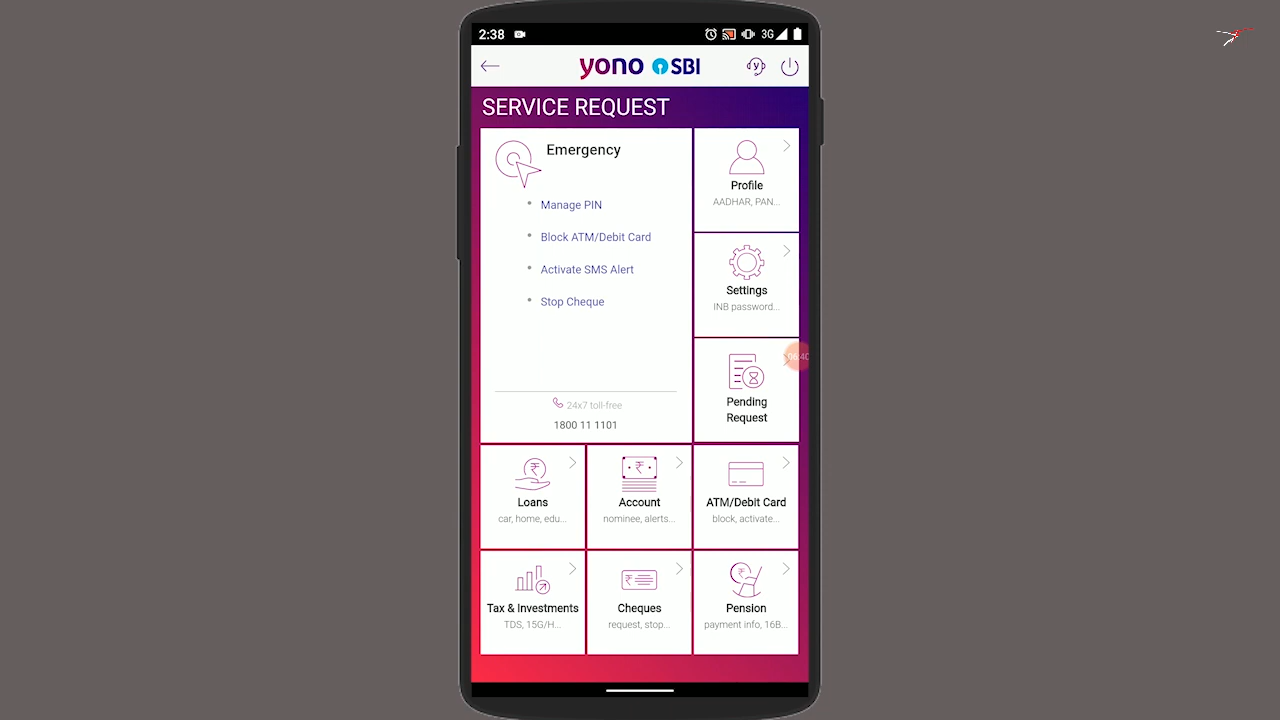 2:38
3G
yono SBI
SERVICE REQUEST
Emergency
Manage PIN
Block ATM/Debit Card
Activate SMS Alert
Stop Cheque
24x7 toll-free
1800 11 1101
Profile
AADHAR, PAN...
Settings
INB password...
06:40
Pending
Request
Loans
car, home, edu...
Account
nominee, alerts...
ATM/Debit Card
block, activate...
Tax & Investments
TDS, 15G/H...
Cheques
request, stop...
Pension
payment info, 16B...